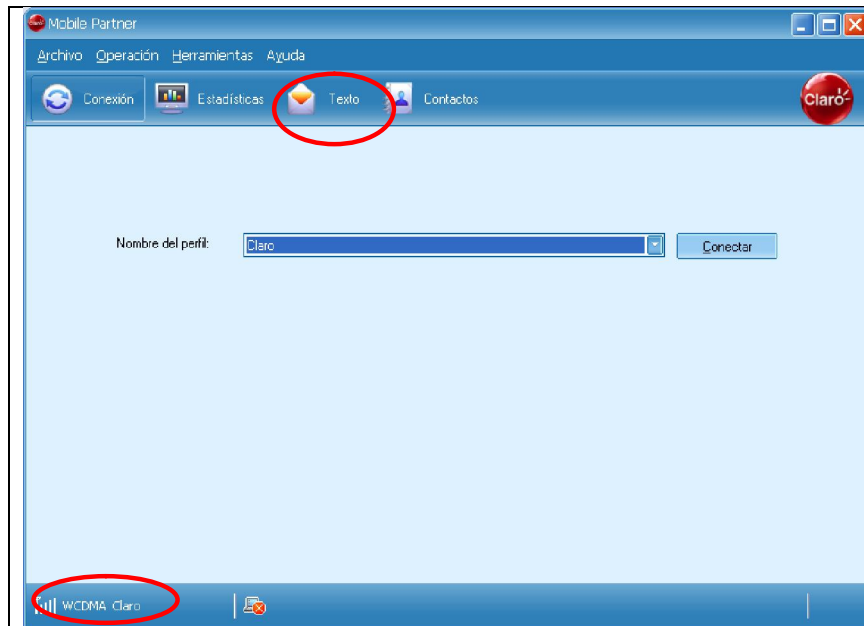 Mobile Partner
Archivo Operación Herramientas Ayuda
Conexión Estadísticas Texto Contactos
Claro
Nombre del perfil: Claro Conectar
WCDMA Claro